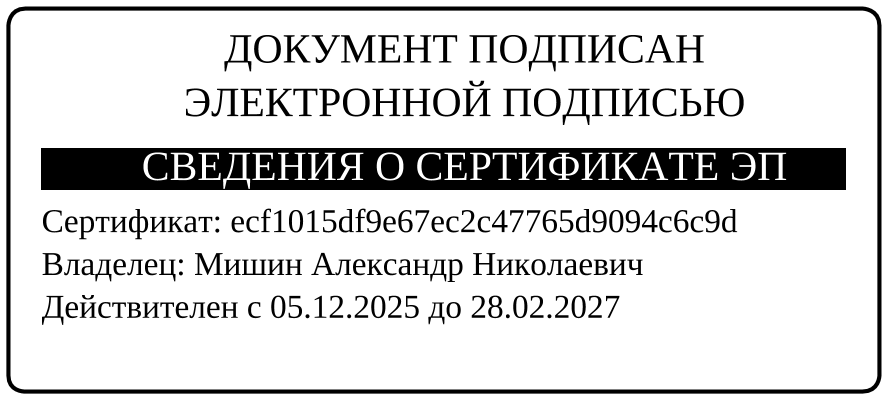 ДОКУМЕНТ ПОДПИСАН
ЭЛЕКТРОННОЙ ПОДПИСЬЮ
СВЕДЕНИЯ О СЕРТИФИКАТЕ ЭП
Сертификат: ecf1015df9e67ec2c47765d9094c6c9d
Владелец: Мишин Александр Николаевич
Действителен с 05.12.2025 до 28.02.2027